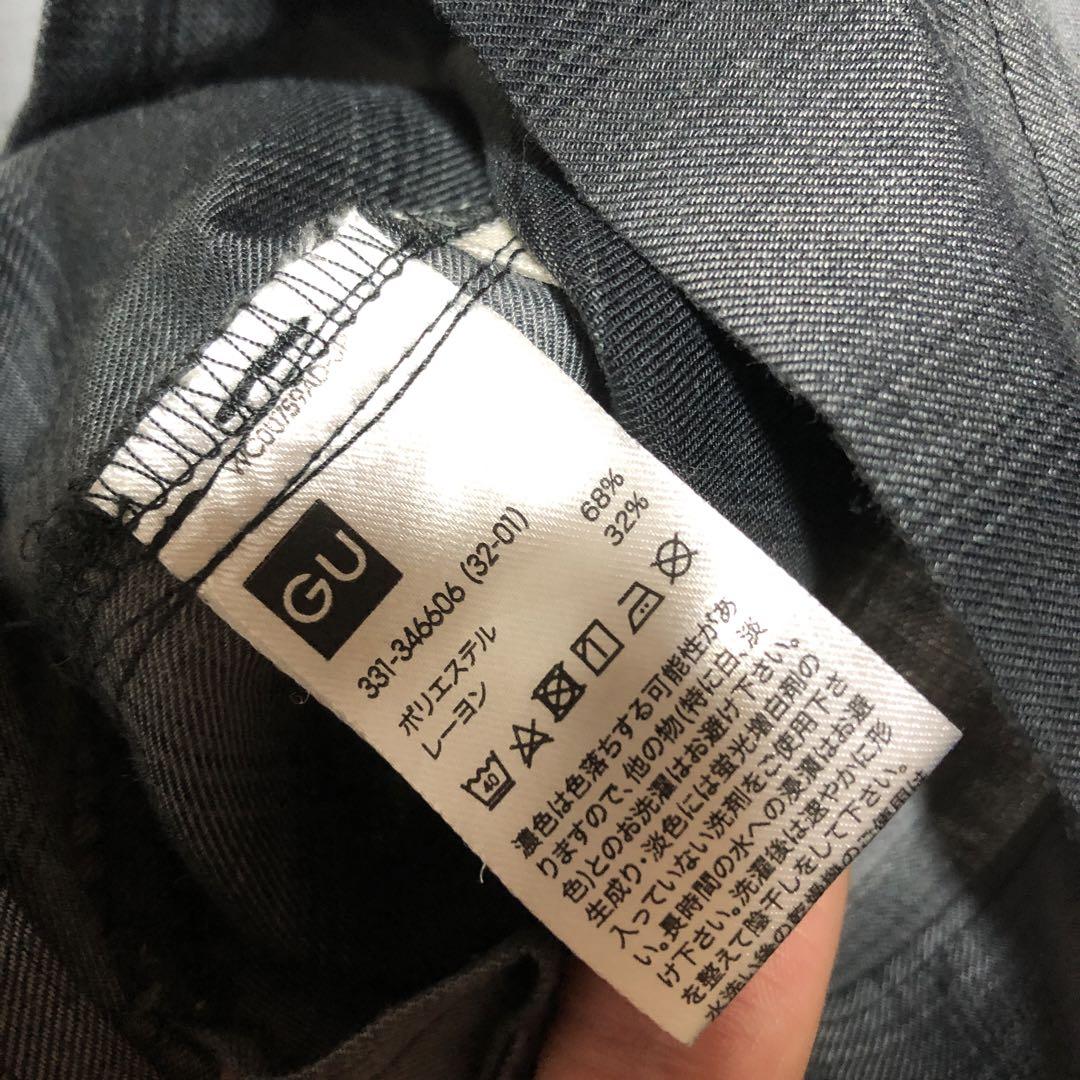 GU
331-346606 (32-01)
ポリエステル 68%
レーヨン 32%
40
濃色は色落ちする可能性があ
りますので、他の物(特に白、淡
色)とのお洗濯はお避け下さい。
生成り・淡色には蛍光増白剤の
入っていない洗剤をご使用下さ
い。長時間の水への浸漬はお避
け下さい。洗濯後は速やかに形
を整えて陰干しをして下さい。